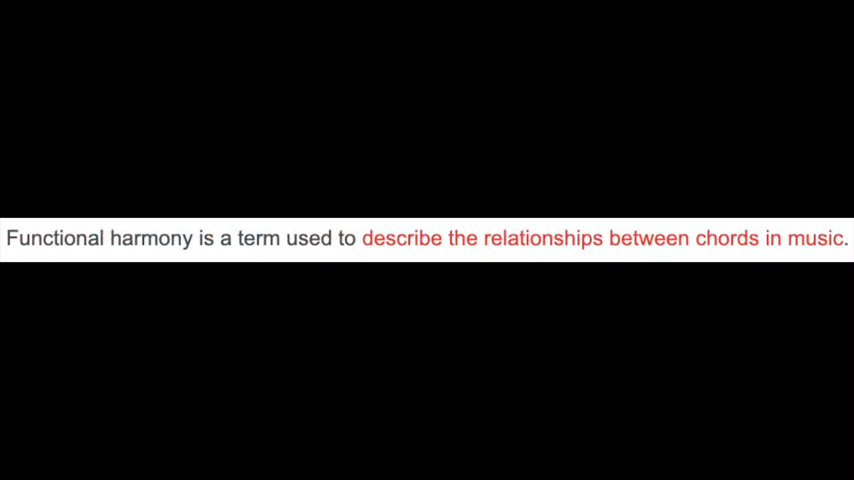 Functional harmony is a term used to describe the relationships between chords in music.